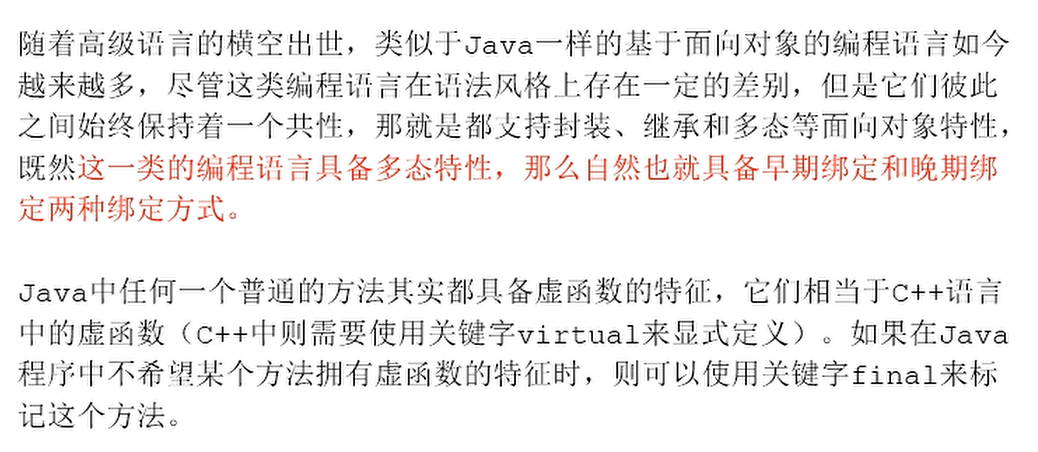 随着高级语言的横空出世，类似于Java一样的基于面向对象的编程语言如今
越来越多，尽管这类编程语言在语法风格上存在一定的差别，但是它们彼此
之间始终保持着一个共性，那就是都支持封装、继承和多态等面向对象特性，
既然这一类的编程语言具备多态特性，那么自然也就具备早期绑定和晚期绑
定两种绑定方式。
Java中任何一个普通的方法其实都具备虚函数的特征，它们相当于C++语言
中的虚函数（C++中则需要使用关键字virtual来显式定义）。如果在Java
程序中不希望某个方法拥有虚函数的特征时，则可以使用关键字final来标
记这个方法。